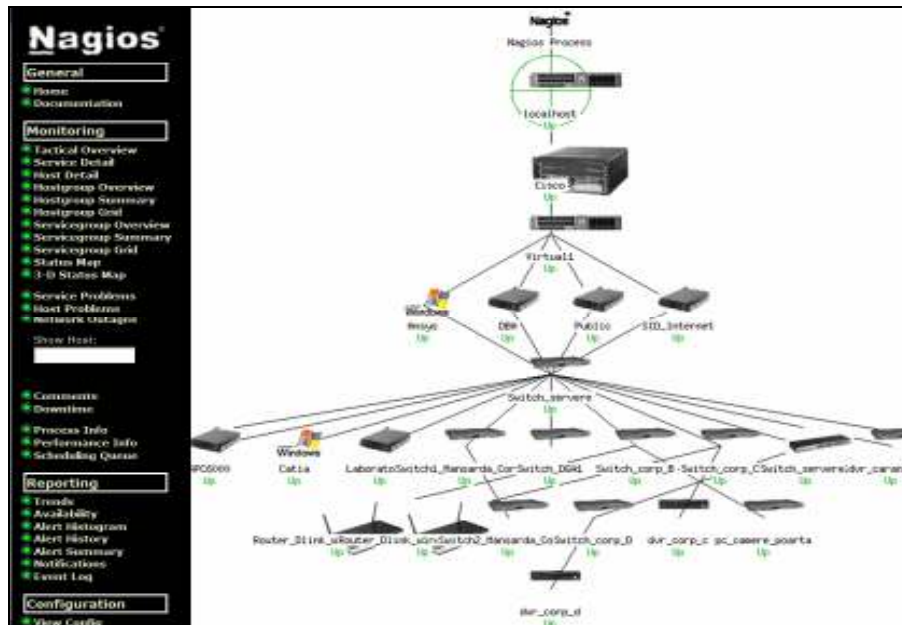 Nagios
General
Home
Documentation
Monitoring
Tactical Overview
Service Detail
Host Detail
Hostgroup Overview
Hostgroup Summary
Hostgroup Grid
Servicegroup Overview
Servicegroup Summary
Servicegroup Grid
Status Map
3-D Status Map
Service Problems
Host Problems
Network Outages
Show Host:
Comments
Downtime
Process Info
Performance Info
Scheduling Queue
Reporting
Trends
Availability
Alert Histogram
Alert History
Alert Summary
Notifications
Event Log
Configuration
View Config
Nagios
Nagios Process
localhost
Up
Cisco
Up
Virtual1
Up
Windows
Ansys DBA Public SID_Internet
Up Up Up Up
Switch_servere
Up
Windows
Catia
Up Up Up Up Up Up Up Up Up
Switch_DGA1 Switch_corp_B
Up Up Up Up Up Up
Switch_corp_D dvr_corp_c pc_camere_poarta
dvr_corp_d
Up